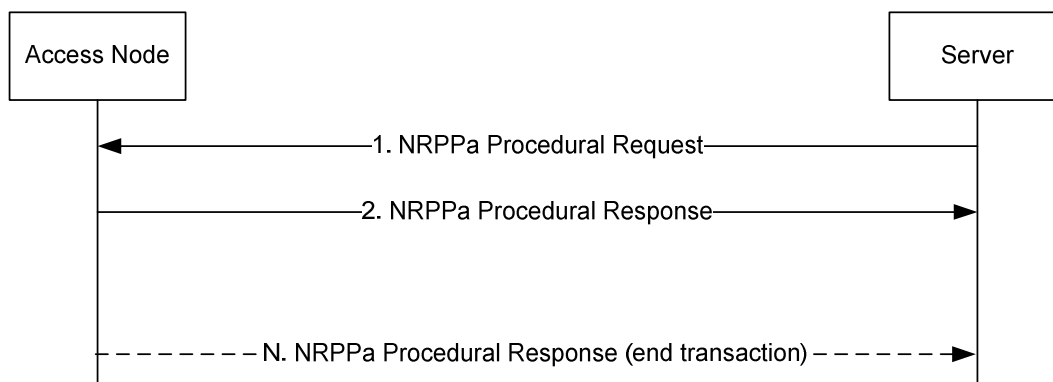 Access Node
Server
1. NRPPa Procedural Request
2. NRPPa Procedural Response
N. NRPPa Procedural Response (end transaction)